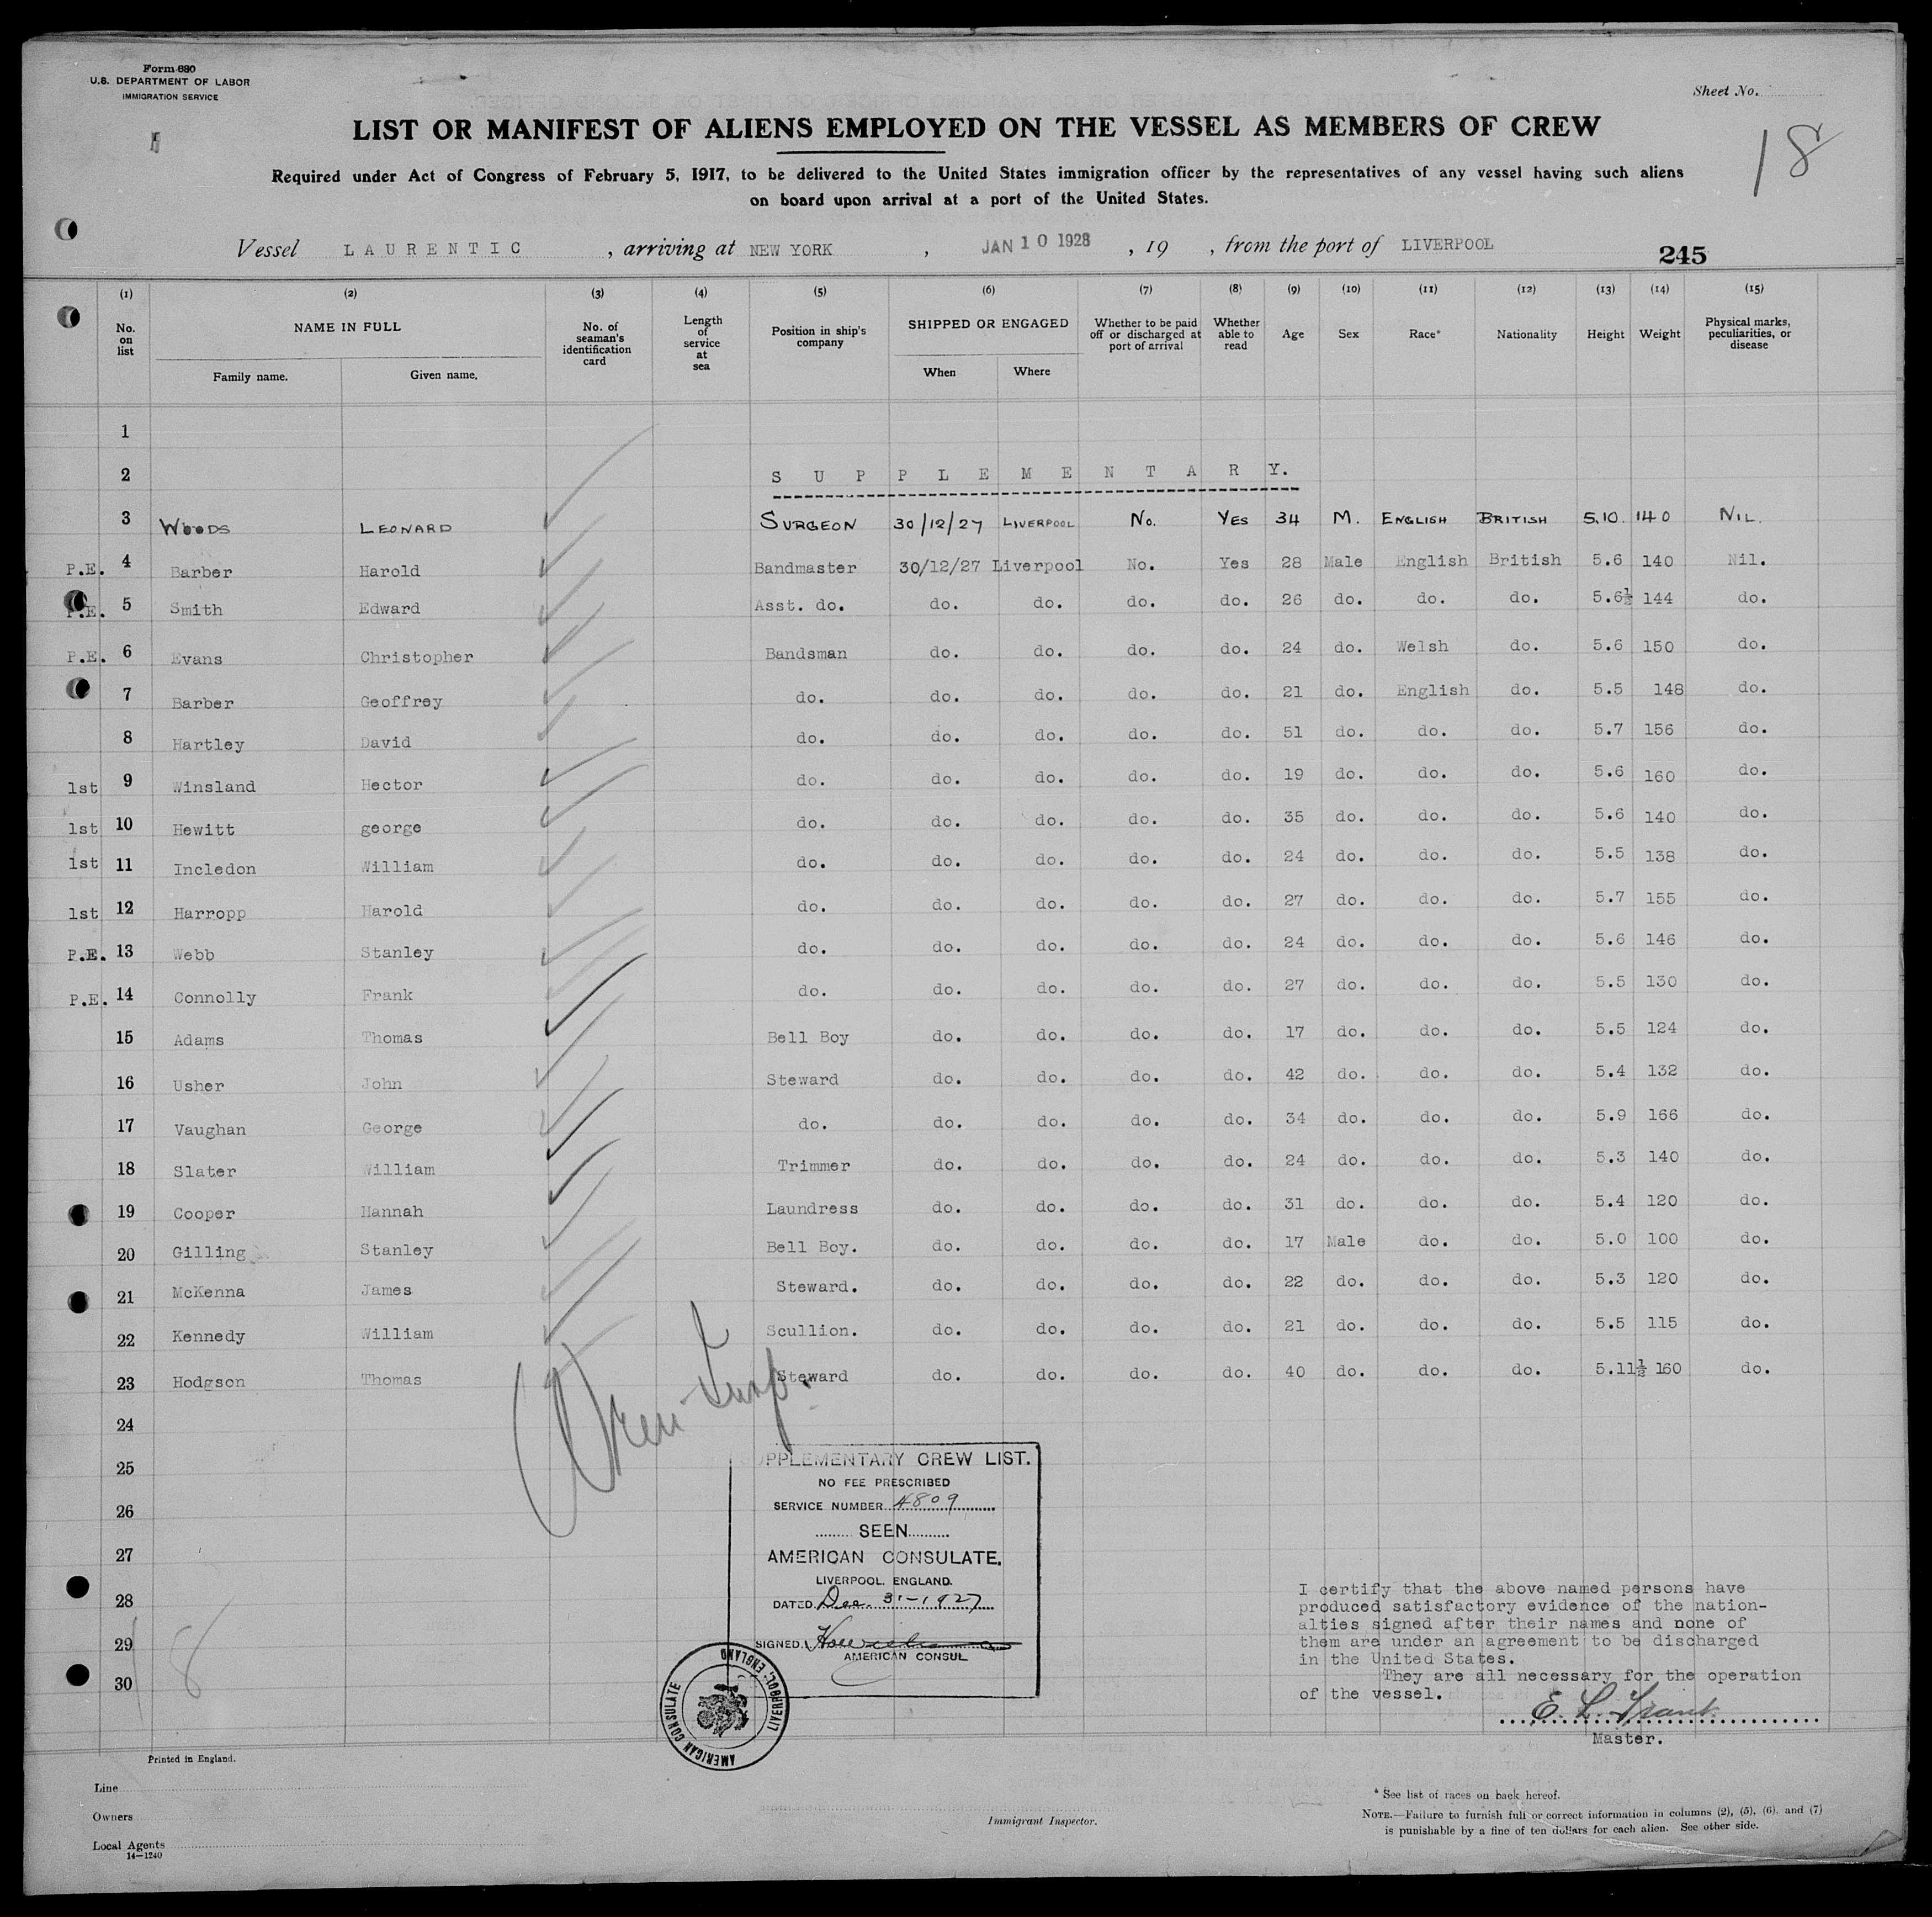 Form 680
U.S. DEPARTMENT OF LABOR
IMMIGRATION SERVICE
Sheet No.
18
LIST OR MANIFEST OF ALIENS EMPLOYED ON THE VESSEL AS MEMBERS OF CREW
Required under Act of Congress of February 5, 1917, to be delivered to the United States immigration officer by the representatives of any vessel having such aliens
on board upon arrival at a port of the United States.
Vessel LAURENTIC , arriving at NEW YORK , JAN 10 1928 , 19 , from the port of LIVERPOOL 245
(1) (2) (3) (4) (5) (6) (7) (8) (9) (10) (11) (12) (13) (14) (15)
No. on list NAME IN FULL Family name. Given name. No. of seaman's identification card Length of service at sea Position in ship's company SHIPPED OR ENGAGED When Where Whether to be paid off or discharged at port of arrival Whether able to read Age Sex Race* Nationality Height Weight Physical marks, peculiarities, or disease
1
2 SUPPLEMENTARY.
3 WOODS LEONARD SURGEON 30/12/27 LIVERPOOL No. YES 34 M. ENGLISH BRITISH 5.10. 140 NIL.
P.E. 4 Barber Harold Bandmaster 30/12/27 Liverpool No. Yes 28 Male English British 5.6 140 Nil.
P.E. 5 Smith Edward Asst. do. do. do. do. do. 26 do. do. do. 5.6½ 144 do.
P.E. 6 Evans Christopher Bandsman do. do. do. do. 24 do. Welsh do. 5.6 150 do.
7 Barber Geoffrey do. do. do. do. do. 21 do. English do. 5.5 148 do.
8 Hartley David do. do. do. do. do. 51 do. do. do. 5.7 156 do.
1st 9 Winsland Hector do. do. do. do. do. 19 do. do. do. 5.6 160 do.
1st 10 Hewitt george do. do. do. do. do. 35 do. do. do. 5.6 140 do.
1st 11 Incledon William do. do. do. do. do. 24 do. do. do. 5.5 138 do.
1st 12 Harropp Harold do. do. do. do. do. 27 do. do. do. 5.7 155 do.
P.E. 13 Webb Stanley do. do. do. do. do. 24 do. do. do. 5.6 146 do.
P.E. 14 Connolly Frank do. do. do. do. do. 27 do. do. do. 5.5 130 do.
15 Adams Thomas Bell Boy do. do. do. do. 17 do. do. do. 5.5 124 do.
16 Usher John Steward do. do. do. do. 42 do. do. do. 5.4 132 do.
17 Vaughan George do. do. do. do. do. 34 do. do. do. 5.9 166 do.
18 Slater William Trimmer do. do. do. do. 24 do. do. do. 5.3 140 do.
19 Cooper Hannah Laundress do. do. do. do. 31 do. do. do. 5.4 120 do.
20 Gilling Stanley Bell Boy. do. do. do. do. 17 Male do. do. 5.0 100 do.
21 McKenna James Steward. do. do. do. do. 22 do. do. do. 5.3 120 do.
22 Kennedy William Scullion. do. do. do. do. 21 do. do. do. 5.5 115 do.
23 Hodgson Thomas Steward do. do. do. do. 40 do. do. do. 5.11½ 160 do.
24
25
26
27
28
29
30
SUPPLEMENTARY CREW LIST.
NO FEE PRESCRIBED
SERVICE NUMBER 4809
SEEN
AMERICAN CONSULATE,
LIVERPOOL, ENGLAND.
DATED Dec. 31-1927
SIGNED
AMERICAN CONSUL
AMERICAN CONSULATE LIVERPOOL, ENGLAND
18
I certify that the above named persons have
produced satisfactory evidence of the nation-
alties signed after their names and none of
them are under an agreement to be discharged
in the United States.
They are all necessary for the operation
of the vessel.
E. L. Trant
Master.
Printed in England.
Line
Owners
Local Agents
14—1240
Immigrant Inspector.
* See list of races on back hereof.
NOTE.—Failure to furnish full or correct information in columns (2), (5), (6), and (7)
is punishable by a fine of ten dollars for each alien. See other side.